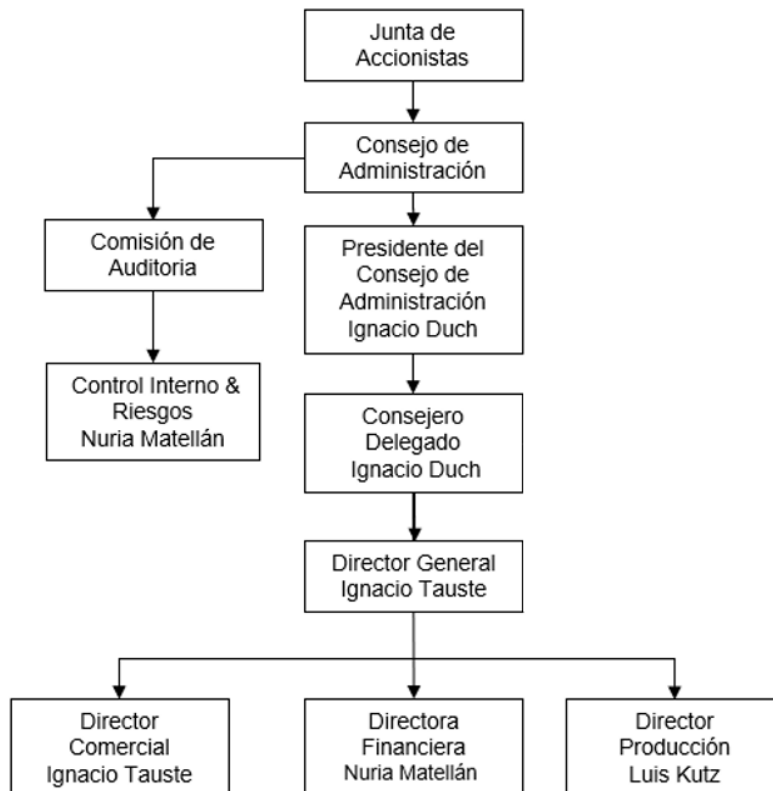 Junta de
Accionistas
Consejo de
Administración
Comisión de
Auditoria
Presidente del
Consejo de
Administración
Ignacio Duch
Control Interno &
Riesgos
Nuria Matellán
Consejero
Delegado
Ignacio Duch
Director General
Ignacio Tauste
Director
Comercial
Ignacio Tauste
Directora
Financiera
Nuria Matellán
Director
Producción
Luis Kutz